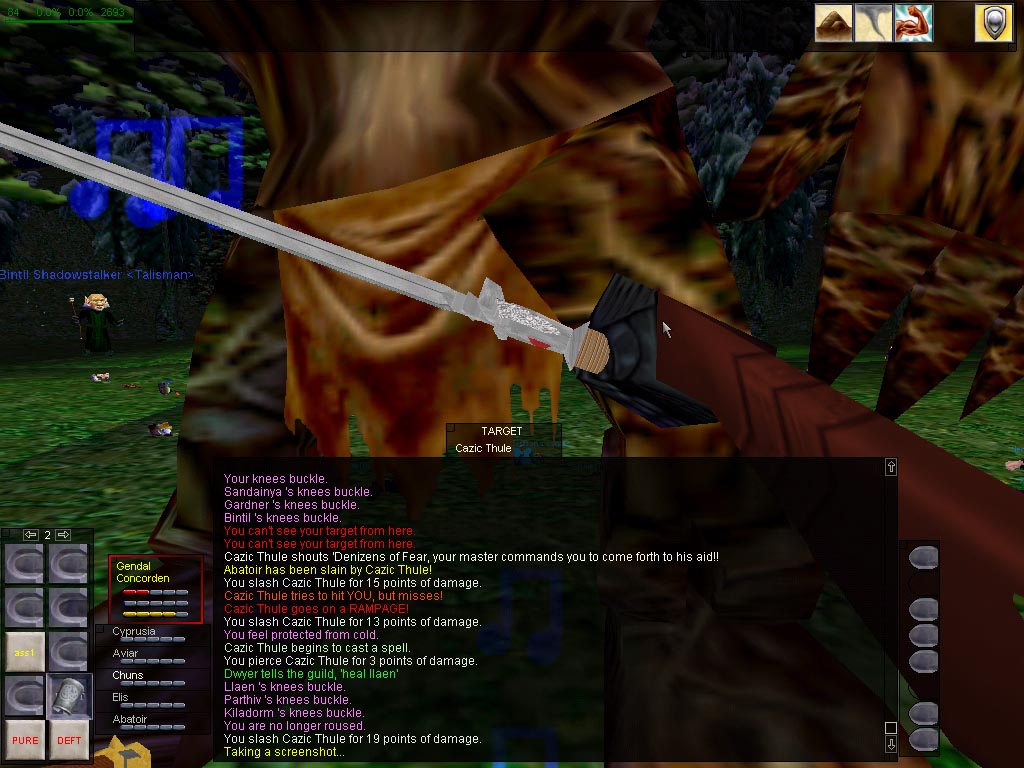 84 0.0% 0.0% 2693
Bintil Shadowstalker <Talisman>
TARGET
Cazic Thule
Your knees buckle.
Sandainya 's knees buckle.
Gardner 's knees buckle.
Bintil 's knees buckle.
You can't see your target from here.
You can't see your target from here.
Cazic Thule shouts 'Denizens of Fear, your master commands you to come forth to his aid!!
Abatoir has been slain by Cazic Thule!
You slash Cazic Thule for 15 points of damage.
Cazic Thule tries to hit YOU, but misses!
Cazic Thule goes on a RAMPAGE!
You slash Cazic Thule for 13 points of damage.
You feel protected from cold.
Cazic Thule begins to cast a spell.
You pierce Cazic Thule for 3 points of damage.
Dwyer tells the guild, 'heal llaen'
Llaen 's knees buckle.
Parthiv 's knees buckle.
Kiladorm 's knees buckle.
You are no longer roused.
You slash Cazic Thule for 19 points of damage.
Taking a screenshot...
2
ass1
PURE
DEFT
Gendal
Concorden
Cyprusia
Aviar
Chuns
Elis
Abatoir